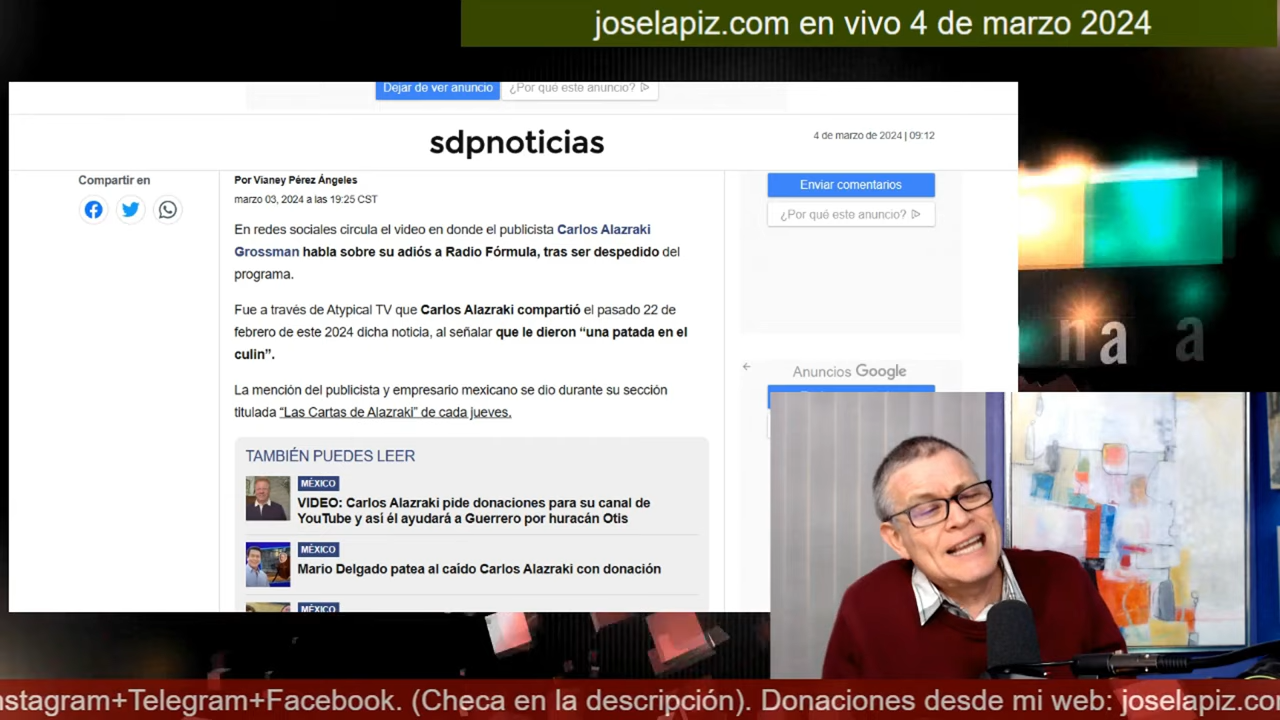 joselapiz.com en vivo 4 de marzo 2024
Dejar de ver anuncio
¿Por qué este anuncio?
sdpnoticias
4 de marzo de 2024 | 09:12
Compartir en
Por Vianey Pérez Ángeles
marzo 03, 2024 a las 19:25 CST
En redes sociales circula el video en donde el publicista Carlos Alazraki
Grossman habla sobre su adiós a Radio Fórmula, tras ser despedido del
programa.
Fue a través de Atypical TV que Carlos Alazraki compartió el pasado 22 de
febrero de este 2024 dicha noticia, al señalar que le dieron “una patada en el
culin”.
La mención del publicista y empresario mexicano se dio durante su sección
titulada “Las Cartas de Alazraki” de cada jueves.
TAMBIÉN PUEDES LEER
MÉXICO
VIDEO: Carlos Alazraki pide donaciones para su canal de
YouTube y así él ayudará a Guerrero por huracán Otis
MÉXICO
Mario Delgado patea al caído Carlos Alazraki con donación
MÉXICO
Enviar comentarios
¿Por qué este anuncio?
Anuncios Google
na a
nstagram+Telegram+Facebook. (Checa en la descripción). Donaciones desde mi web: joselapiz.co